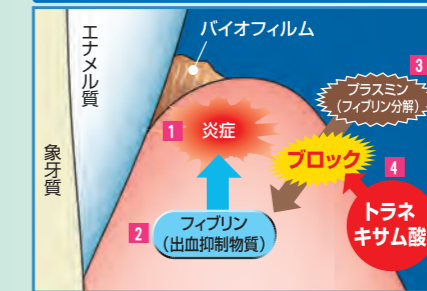 エナメル質
バイオフィルム
象牙質
1
炎症
2
フィブリン
(出血抑制物質)
3
プラスミン
(フィブリン分解)
ブロック
4
トラネ
キサム酸